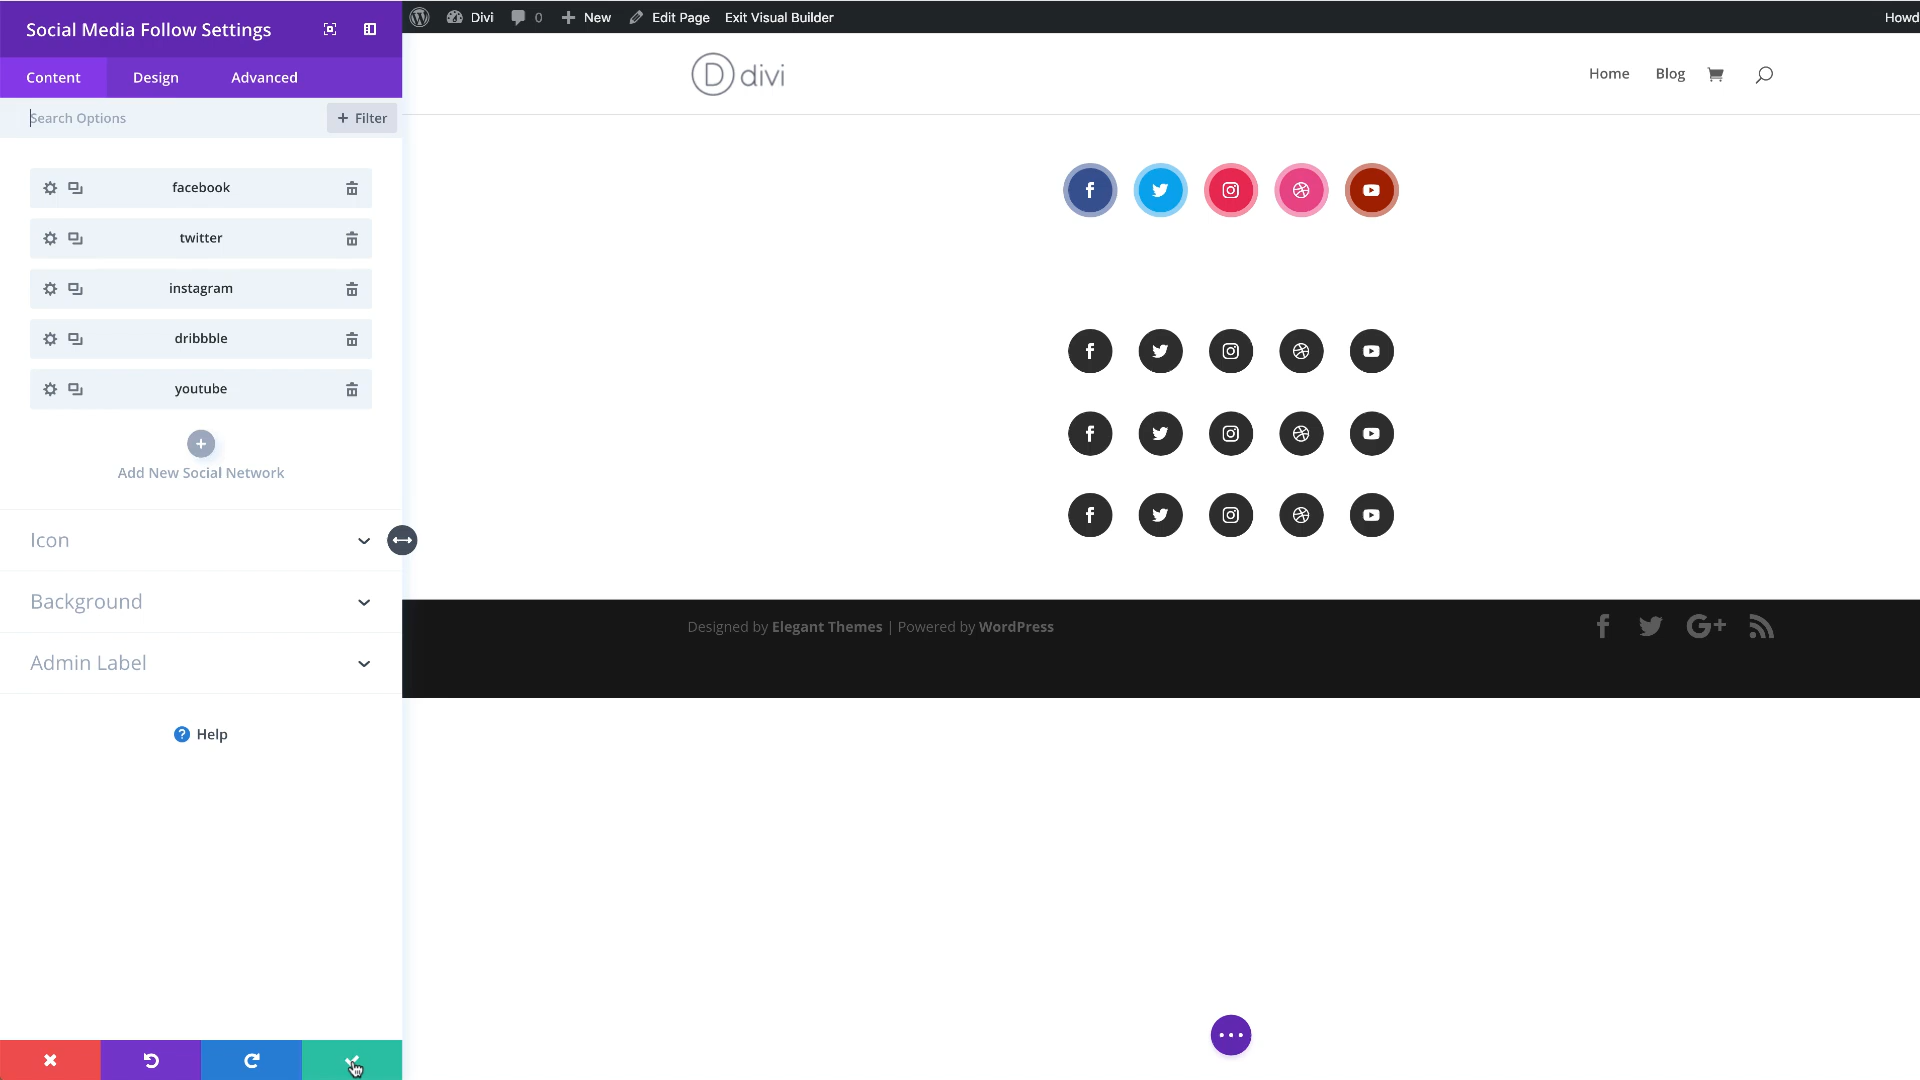 Social Media Follow Settings
Content Design Advanced
Search Options
+ Filter
facebook
twitter
instagram
dribbble
youtube
Add New Social Network
Icon
Background
Admin Label
? Help
Divi 0 New Edit Page Exit Visual Builder Howd
D divi
Home Blog
Designed by Elegant Themes | Powered by WordPress
G+